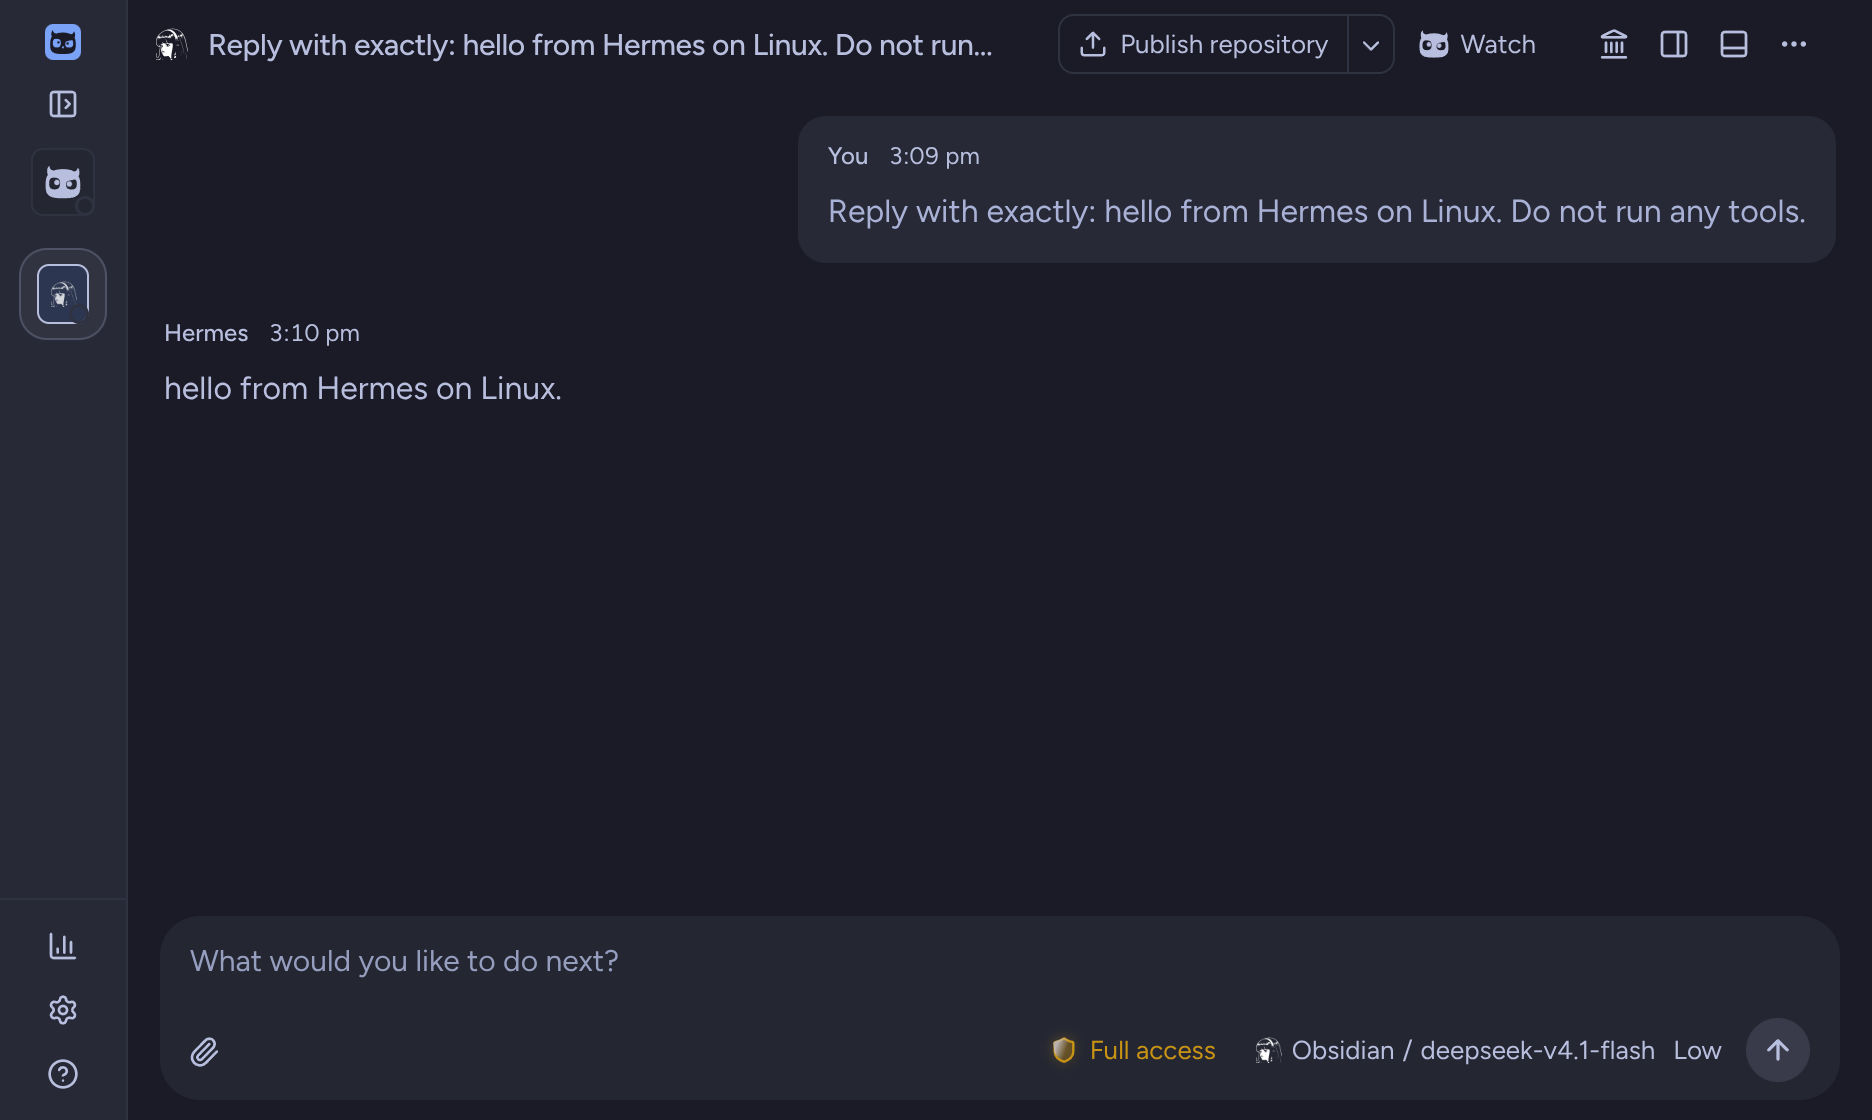 Reply with exactly: hello from Hermes on Linux. Do not run...
Publish repository
Watch
You 3:09 pm
Reply with exactly: hello from Hermes on Linux. Do not run any tools.
Hermes 3:10 pm
hello from Hermes on Linux.
What would you like to do next?
Full access
Obsidian / deepseek-v4.1-flash Low